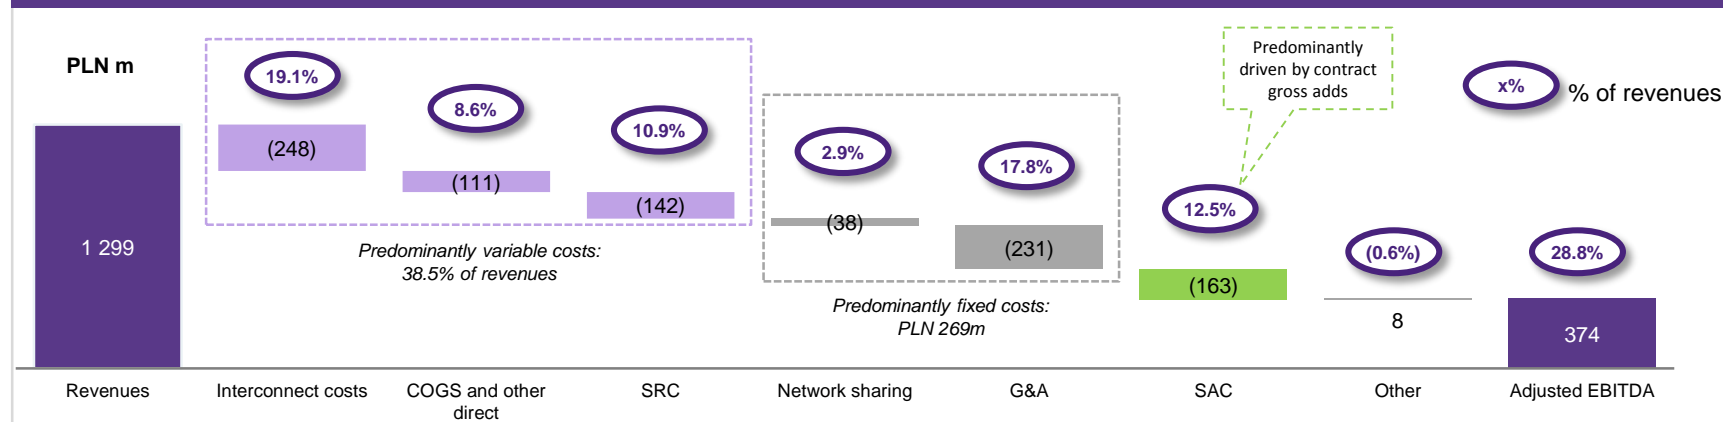 PLN m
19.1%
8.6%
10.9%
2.9%
17.8%
12.5%
(0.6%)
28.8%
Predominantly
driven by contract
gross adds
x%
% of revenues
1 299
(248)
(111)
(142)
(38)
(231)
(163)
8
374
Predominantly variable costs:
38.5% of revenues
Predominantly fixed costs:
PLN 269m
Revenues
Interconnect costs
COGS and other
direct
SRC
Network sharing
G&A
SAC
Other
Adjusted EBITDA